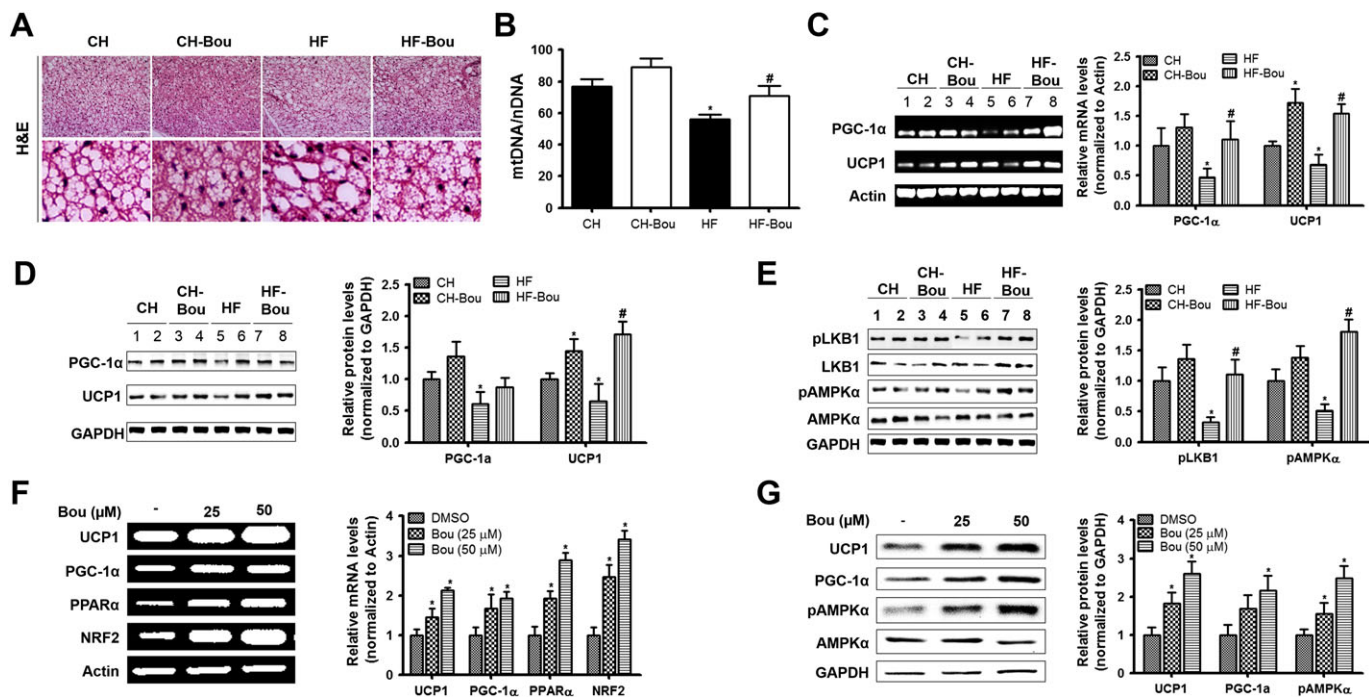 A
CH
CH-Bou
HF
HF-Bou
H&E
B
mtDNA/nDNA
100
80
60
40
20
0
*
#
CH
CH-Bou
HF
HF-Bou
C
CH
CH-
Bou
HF
HF-
Bou
1 2 3 4 5 6 7 8
PGC-1α
UCP1
Actin
Relative mRNA levels
(normalized to Actin)
2.5
2.0
1.5
1.0
0.5
0.0
CH
HF
CH-Bou
HF-Bou
*
#
*
*
#
PGC-1α
UCP1
D
CH
CH-
Bou
HF
HF-
Bou
1 2 3 4 5 6 7 8
PGC-1α
UCP1
GAPDH
Relative protein levels
(normalized to GAPDH)
2.5
2.0
1.5
1.0
0.5
0.0
CH
HF
CH-Bou
HF-Bou
*
*
*
#
PGC-1a
UCP1
E
CH
CH-
Bou
HF
HF-
Bou
1 2 3 4 5 6 7 8
pLKB1
LKB1
pAMPKα
AMPKα
GAPDH
Relative protein levels
(normalized to GAPDH)
2.5
2.0
1.5
1.0
0.5
0.0
CH
HF
CH-Bou
HF-Bou
*
#
*
#
pLKB1
pAMPKα
F
Bou (µM) - 25 50
UCP1
PGC-1α
PPARα
NRF2
Actin
Relative mRNA levels
(normalized to Actin)
4
3
2
1
0
DMSO
Bou (25 µM)
Bou (50 µM)
*
*
*
*
*
*
*
*
UCP1
PGC-1α
PPARα
NRF2
G
Bou (µM) - 25 50
UCP1
PGC-1α
pAMPKα
AMPKα
GAPDH
Relative protein levels
(normalized to GAPDH)
4
3
2
1
0
DMSO
Bou (25 µM)
Bou (50 µM)
*
*
*
*
*
UCP1
PGC-1a
pAMPKα